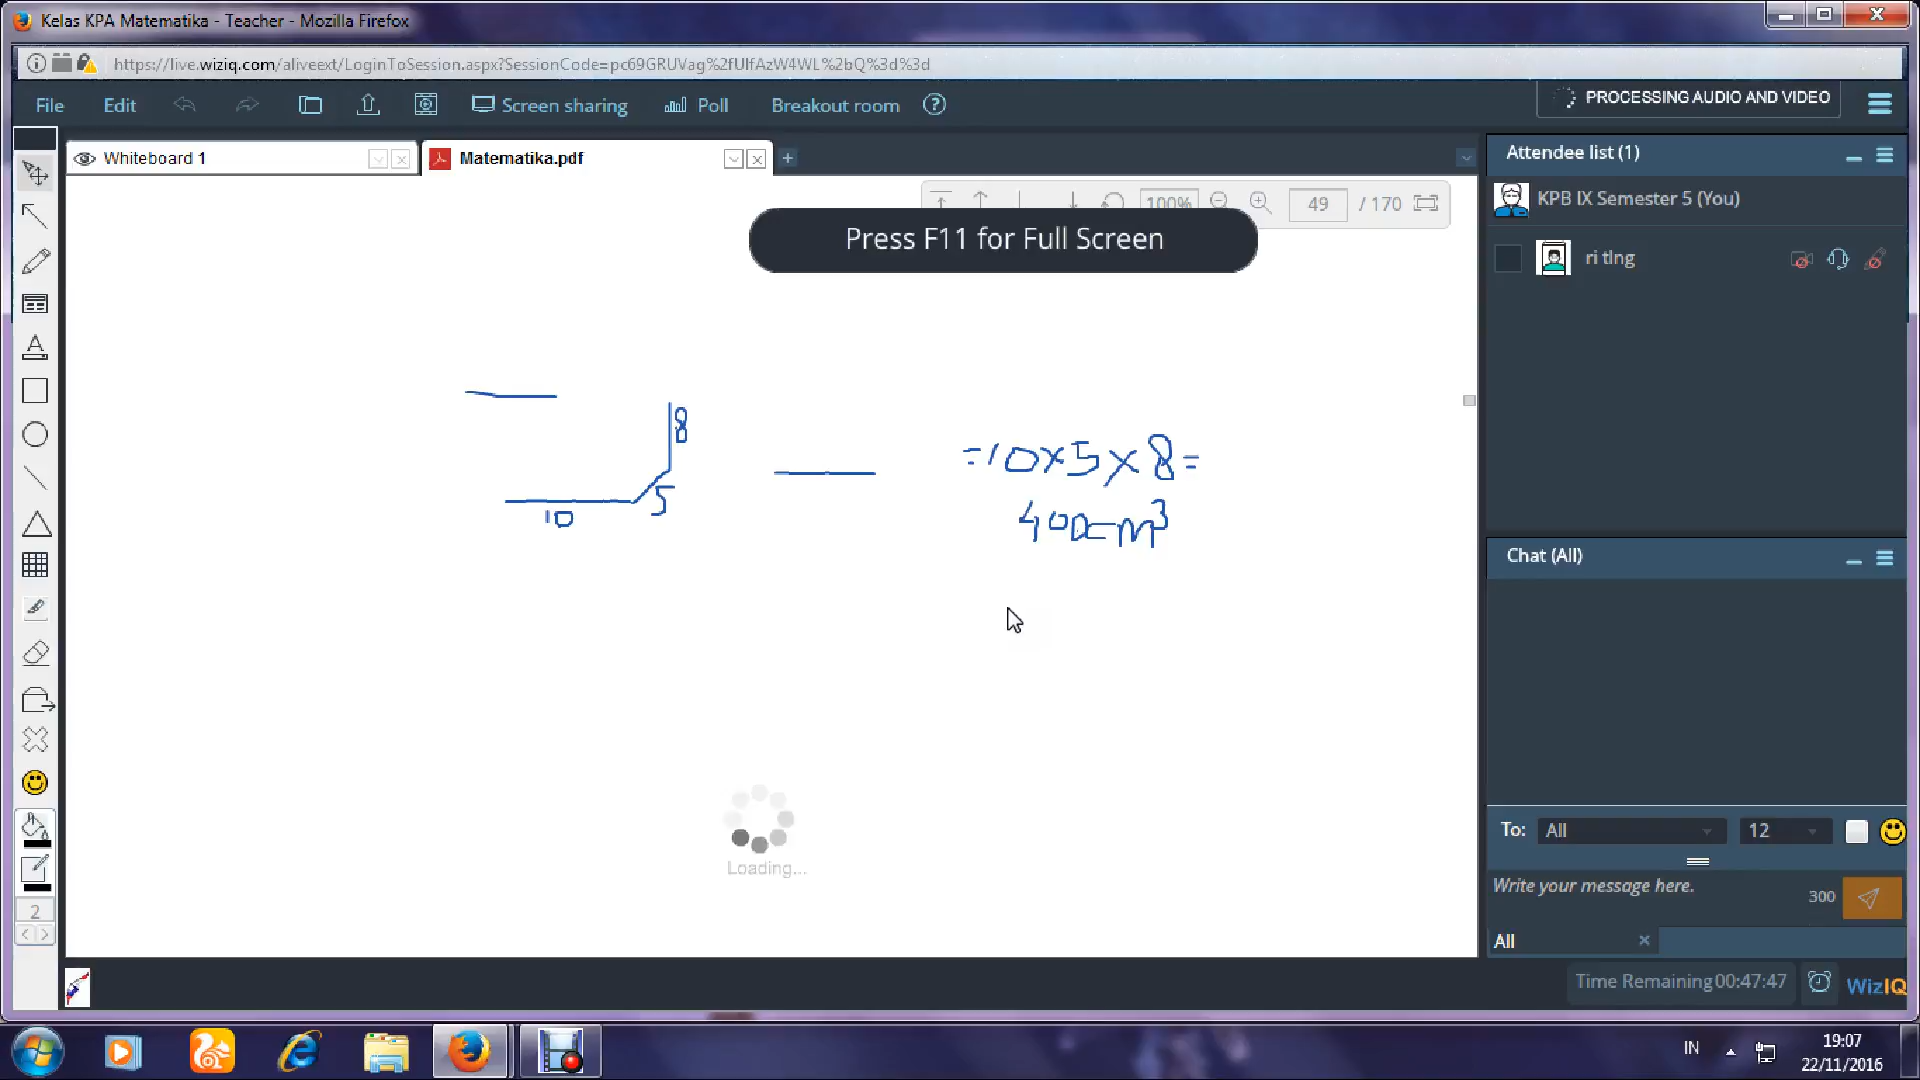 Kelas KPA Matematika - Teacher - Mozilla Firefox
https://live.wiziq.com/aliveext/LoginToSession.aspx?SessionCode=pc69GRUVag%2fUIfAzW4WL%2bQ%3d%3d
File Edit Screen sharing Poll Breakout room ? PROCESSING AUDIO AND VIDEO
Whiteboard 1 Matematika.pdf
100% 49 / 170
Press F11 for Full Screen
Attendee list (1)
KPB IX Semester 5 (You)
ri tlng
8
5
10
=10x5x8=
400cm³
Loading...
Chat (All)
To: All 12
Write your message here. 300
All
2
Time Remaining 00:47:47 WizIQ
IN 19:07
22/11/2016